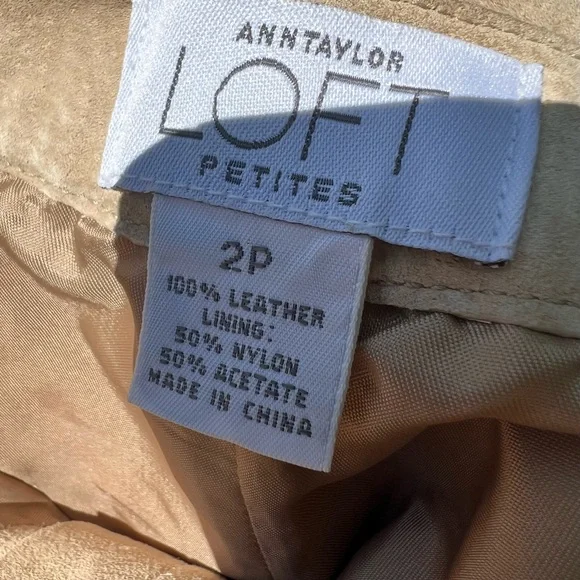 ANNTAYLOR
LOFT
PETITES
2P
100% LEATHER
LINING:
50% NYLON
50% ACETATE
MADE IN CHINA